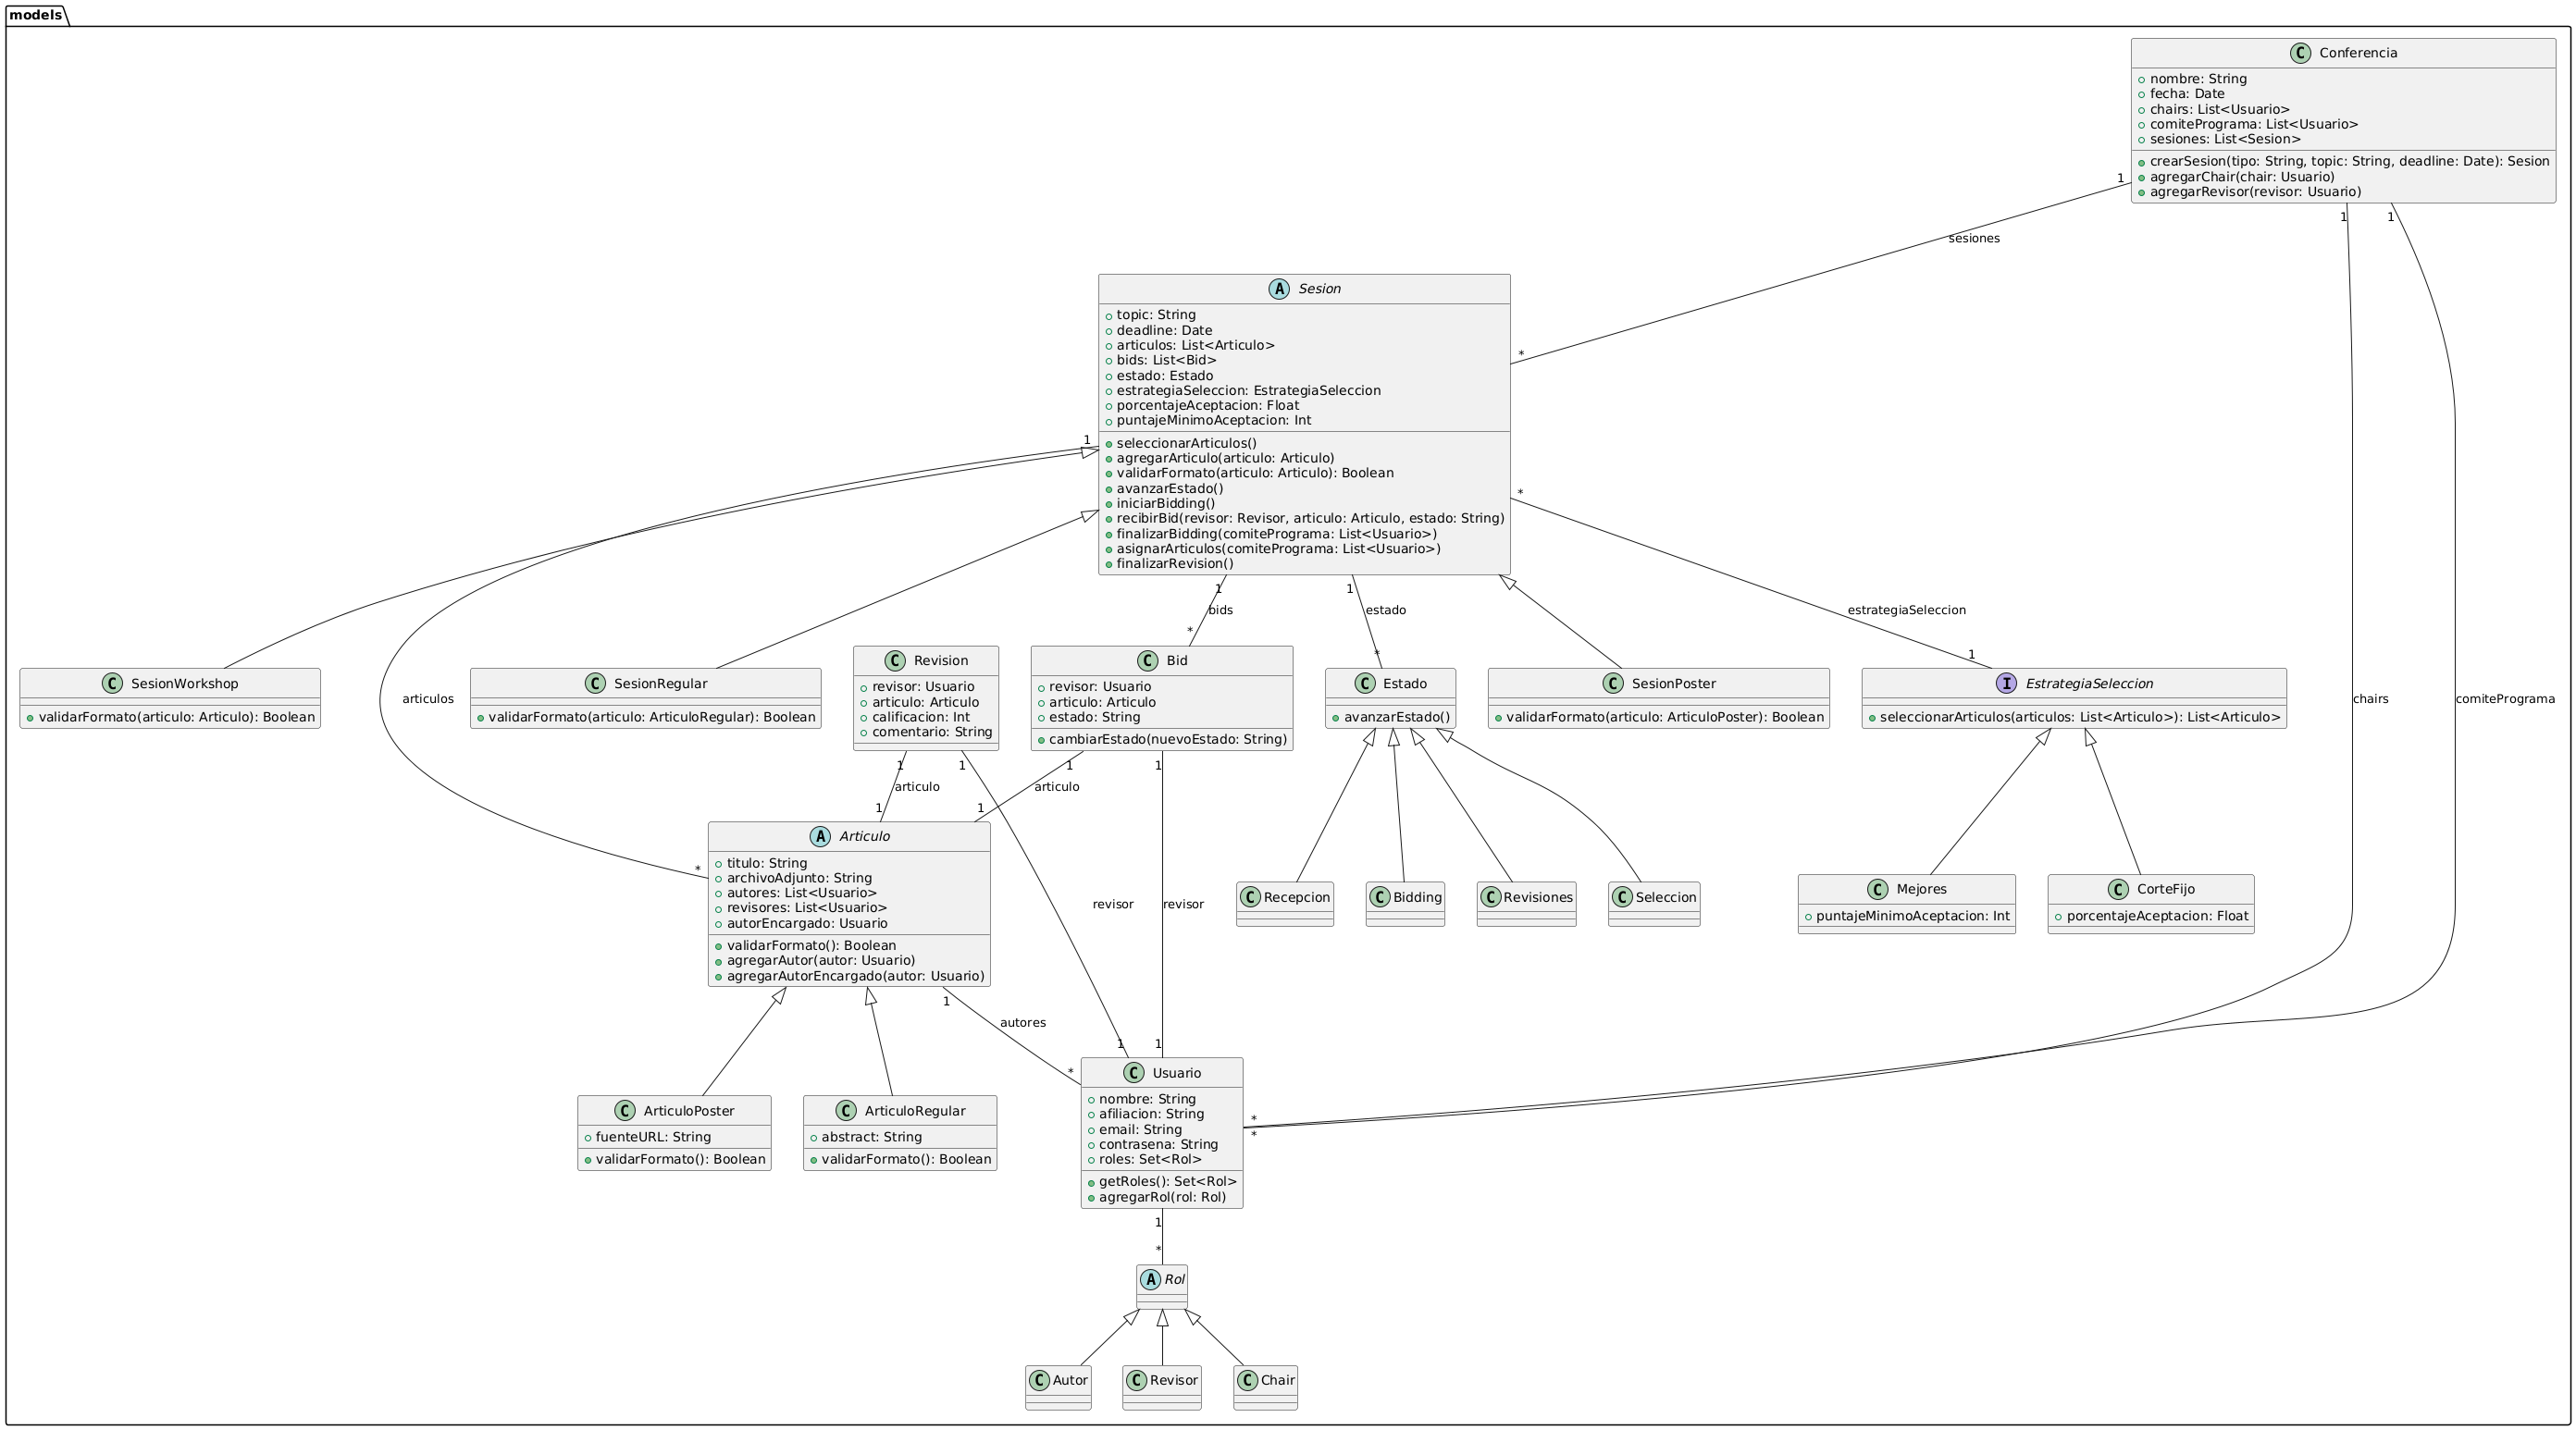 models
Conferencia
nombre: String
fecha: Date
chairs: List<Usuario>
comitePrograma: List<Usuario>
sesiones: List<Sesion>
crearSesion(tipo: String, topic: String, deadline: Date): Sesion
agregarChair(chair: Usuario)
agregarRevisor(revisor: Usuario)
1
1
1
sesiones
*
Sesion
topic: String
deadline: Date
articulos: List<Articulo>
bids: List<Bid>
estado: Estado
estrategiaSeleccion: EstrategiaSeleccion
porcentajeAceptacion: Float
puntajeMinimoAceptacion: Int
seleccionarArticulos()
agregarArticulo(articulo: Articulo)
validarFormato(articulo: Articulo): Boolean
avanzarEstado()
iniciarBidding()
recibirBid(revisor: Revisor, articulo: Articulo, estado: String)
finalizarBidding(comitePrograma: List<Usuario>)
asignarArticulos(comitePrograma: List<Usuario>)
finalizarRevision()
1
*
1
1
bids
estado
estrategiaSeleccion
*
*
1
SesionWorkshop
validarFormato(articulo: Articulo): Boolean
articulos
SesionRegular
validarFormato(articulo: ArticuloRegular): Boolean
Revision
revisor: Usuario
articulo: Articulo
calificacion: Int
comentario: String
Bid
revisor: Usuario
articulo: Articulo
estado: String
cambiarEstado(nuevoEstado: String)
Estado
avanzarEstado()
SesionPoster
validarFormato(articulo: ArticuloPoster): Boolean
EstrategiaSeleccion
seleccionarArticulos(articulos: List<Articulo>): List<Articulo>
chairs
comitePrograma
1
1
1
1
articulo
articulo
1
1
*
Articulo
titulo: String
archivoAdjunto: String
autores: List<Usuario>
revisores: List<Usuario>
autorEncargado: Usuario
validarFormato(): Boolean
agregarAutor(autor: Usuario)
agregarAutorEncargado(autor: Usuario)
revisor
revisor
Recepcion
Bidding
Revisiones
Seleccion
Mejores
puntajeMinimoAceptacion: Int
CorteFijo
porcentajeAceptacion: Float
1
autores
*
1
1
*
*
ArticuloPoster
fuenteURL: String
validarFormato(): Boolean
ArticuloRegular
abstract: String
validarFormato(): Boolean
Usuario
nombre: String
afiliacion: String
email: String
contrasena: String
roles: Set<Rol>
getRoles(): Set<Rol>
agregarRol(rol: Rol)
1
*
Rol
Autor
Revisor
Chair